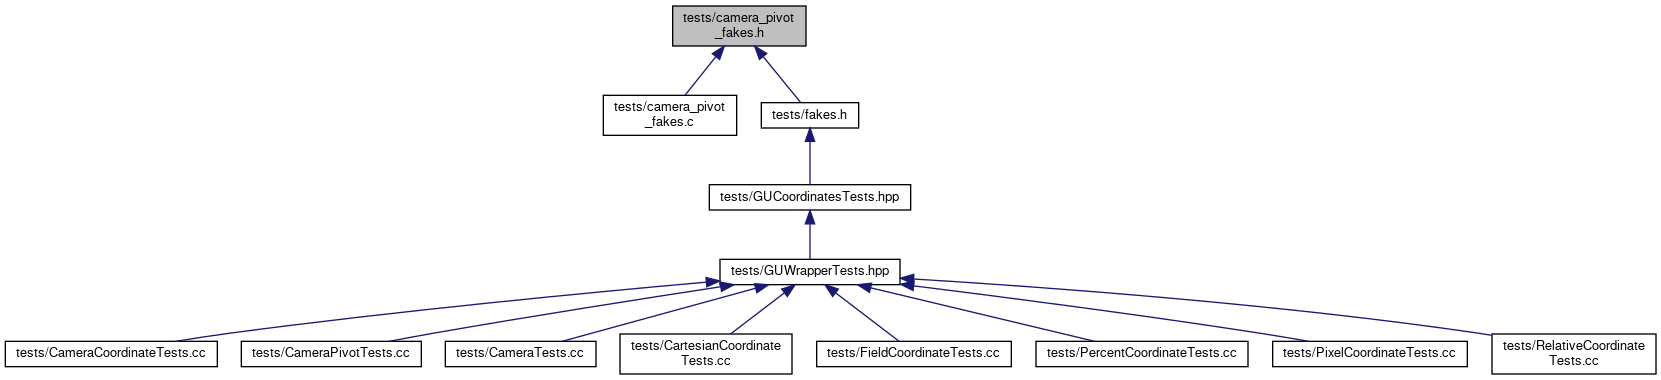 tests/camera_pivot
_fakes.h
tests/camera_pivot
_fakes.c
tests/fakes.h
tests/GUCoordinatesTests.hpp
tests/GUWrapperTests.hpp
tests/CameraCoordinateTests.cc
tests/CameraPivotTests.cc
tests/CameraTests.cc
tests/CartesianCoordinate
Tests.cc
tests/FieldCoordinateTests.cc
tests/PercentCoordinateTests.cc
tests/PixelCoordinateTests.cc
tests/RelativeCoordinate
Tests.cc